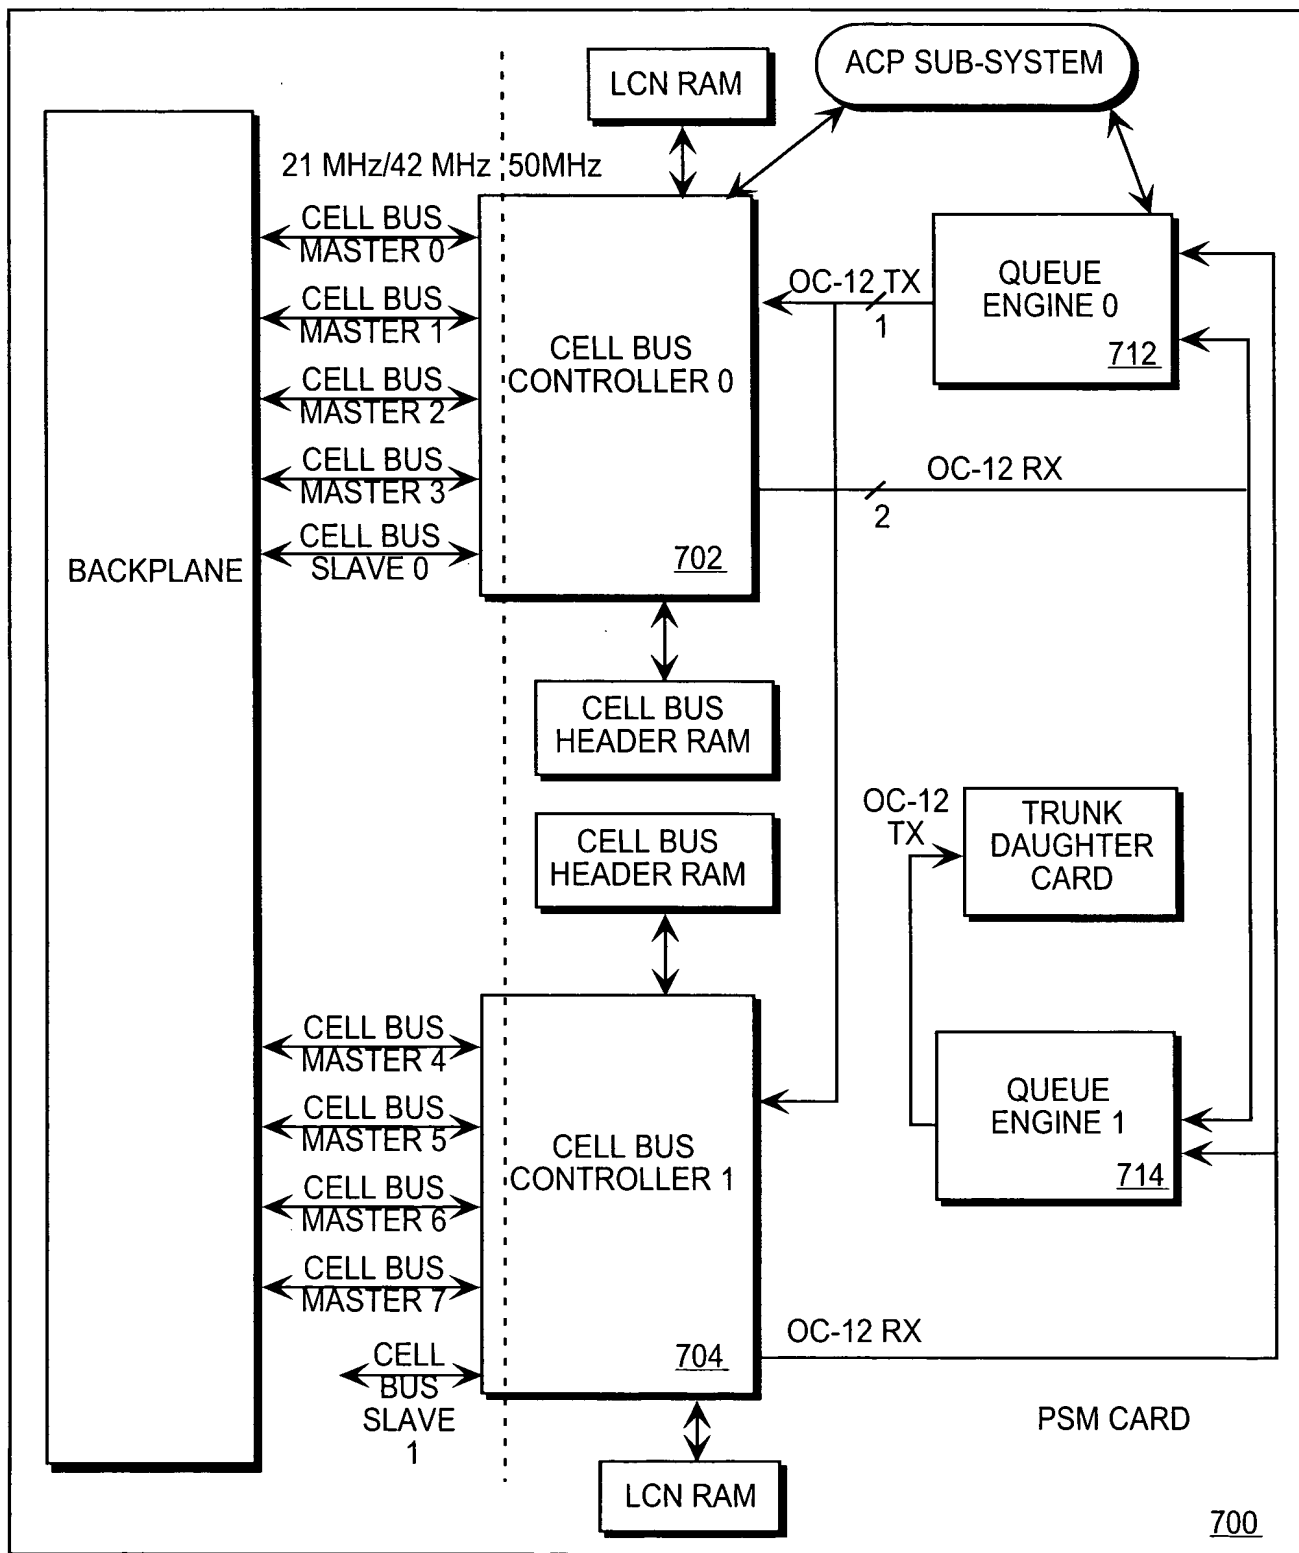 ACP SUB-SYSTEM
LCN RAM
21 MHz/42 MHz
50MHz
CELL BUS
MASTER 0
CELL BUS
MASTER 1
CELL BUS
MASTER 2
CELL BUS
MASTER 3
CELL BUS
SLAVE 0
BACKPLANE
CELL BUS
CONTROLLER 0
702
OC-12 TX
1
QUEUE
ENGINE 0
712
OC-12 RX
2
CELL BUS
HEADER RAM
CELL BUS
HEADER RAM
OC-12
TX
TRUNK
DAUGHTER
CARD
CELL BUS
MASTER 4
CELL BUS
MASTER 5
CELL BUS
MASTER 6
CELL BUS
MASTER 7
CELL
BUS
SLAVE
1
CELL BUS
CONTROLLER 1
704
QUEUE
ENGINE 1
714
OC-12 RX
LCN RAM
PSM CARD
700